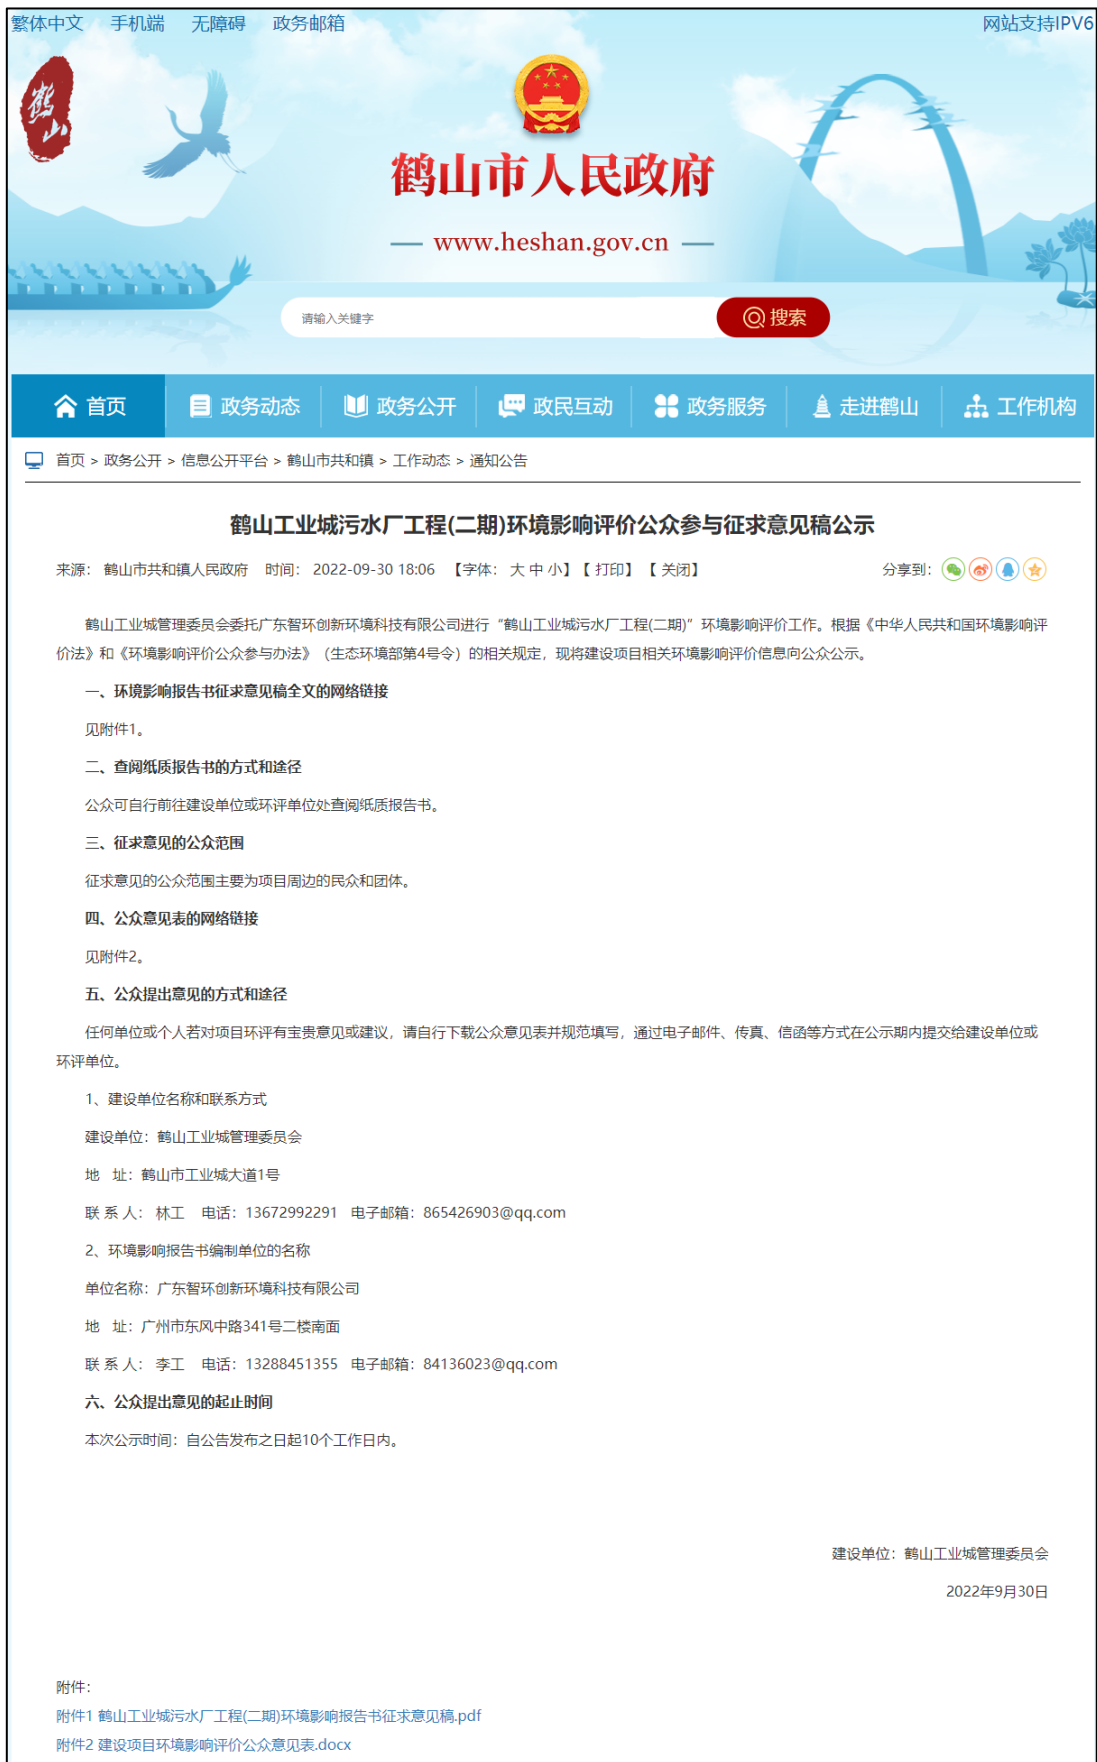 繁体中文 手机端 无障碍 政务邮箱 网站支持IPV6
鹤山
鹤山市人民政府
www.heshan.gov.cn
请输入关键字 搜索
首页 政务动态 政务公开 政民互动 政务服务 走进鹤山 工作机构
首页 > 政务公开 > 信息公开平台 > 鹤山市共和镇 > 工作动态 > 通知公告
鹤山工业城污水厂工程(二期)环境影响评价公众参与征求意见稿公示
来源： 鹤山市共和镇人民政府 时间： 2022-09-30 18:06 【字体： 大 中 小】【 打印】 【 关闭】 分享到：
鹤山工业城管理委员会委托广东智环创新环境科技有限公司进行“鹤山工业城污水厂工程(二期)”环境影响评价工作。根据《中华人民共和国环境影响评
价法》和《环境影响评价公众参与办法》（生态环境部第4号令）的相关规定，现将建设项目相关环境影响评价信息向公众公示。
一、环境影响报告书征求意见稿全文的网络链接
见附件1。
二、查阅纸质报告书的方式和途径
公众可自行前往建设单位或环评单位处查阅纸质报告书。
三、征求意见的公众范围
征求意见的公众范围主要为项目周边的民众和团体。
四、公众意见表的网络链接
见附件2。
五、公众提出意见的方式和途径
任何单位或个人若对项目环评有宝贵意见或建议，请自行下载公众意见表并规范填写，通过电子邮件、传真、信函等方式在公示期内提交给建设单位或
环评单位。
1、建设单位名称和联系方式
建设单位：鹤山工业城管理委员会
地 址：鹤山市工业城大道1号
联 系 人： 林工 电话：13672992291 电子邮箱：865426903@qq.com
2、环境影响报告书编制单位的名称
单位名称：广东智环创新环境科技有限公司
地 址：广州市东风中路341号二楼南面
联 系 人： 李工 电话：13288451355 电子邮箱：84136023@qq.com
六、公众提出意见的起止时间
本次公示时间：自公告发布之日起10个工作日内。
建设单位：鹤山工业城管理委员会
2022年9月30日
附件：
附件1 鹤山工业城污水厂工程(二期)环境影响报告书征求意见稿.pdf
附件2 建设项目环境影响评价公众意见表.docx